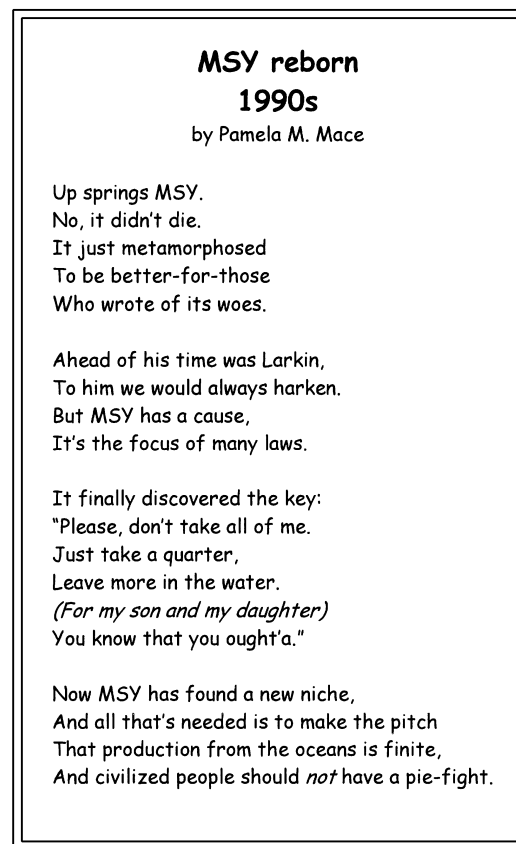 MSY reborn
1990s
by Pamela M. Mace
Up springs MSY.
No, it didn't die.
It just metamorphosed
To be better-for-those
Who wrote of its woes.
Ahead of his time was Larkin,
To him we would always harken.
But MSY has a cause,
It's the focus of many laws.
It finally discovered the key:
"Please, don't take all of me.
Just take a quarter,
Leave more in the water.
(For my son and my daughter)
You know that you ought'a."
Now MSY has found a new niche,
And all that's needed is to make the pitch
That production from the oceans is finite,
And civilized people should not have a pie-fight.